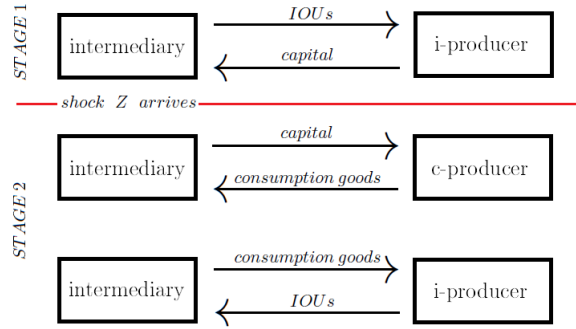 STAGE 1
IOUs
intermediary
i-producer
capital
shock Z arrives
STAGE 2
capital
intermediary
c-producer
consumption goods
consumption goods
intermediary
i-producer
IOUs